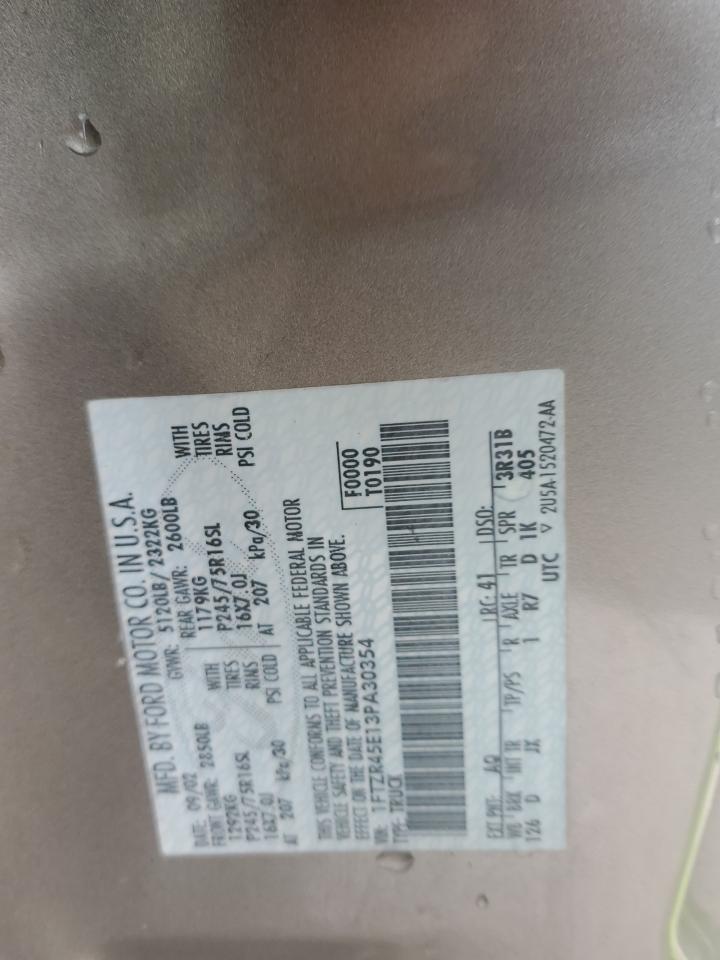 MFD. BY FORD MOTOR CO. IN U.S.A.
DATE: 09/02 GVWR: 5120LB/2322KG
FRONT GAWR: 2850LB REAR GAWR: 2600LB
1292KG WITH 1179KG WITH
P245/75R16SL TIRES P245/75R16SL TIRES
16X7.0J RIMS 16X7.0J RIMS
AT 207 kPa/30 PSI COLD AT 207 kPa/30 PSI COLD
THIS VEHICLE CONFORMS TO ALL APPLICABLE FEDERAL MOTOR
VEHICLE SAFETY AND THEFT PREVENTION STANDARDS IN
EFFECT ON THE DATE OF MANUFACTURE SHOWN ABOVE.
VIN: 1FTZR45E13PA30354 F0000
TYPE: TRUCK T0190
EXT PNT: AQ RC: 41 DSO:
WB BRK INT TR TP/PS R AXLE TR SPR 3R31B
126 D JX 1 R7 D 1K 405
UTC ▽ 2U5A-1520472-AA